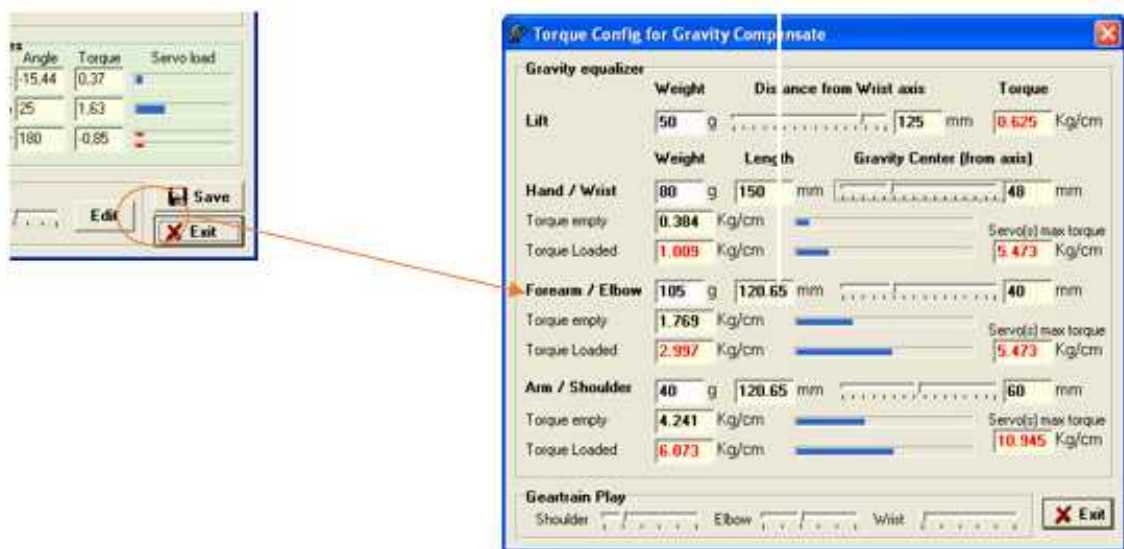 Angle Torque Servo load
-15,44 0,37
25 1,63
180 -0,85
Save
Edit
Exit
Torque Config for Gravity Compensate
Gravity equalizer
Weight Distance from Wrist axis Torque
Lift 50 g 125 mm 0.625 Kg/cm
Weight Length Gravity Center (from axis)
Hand / Wrist 80 g 150 mm 48 mm
Torque empty 0.384 Kg/cm
Servo(s) max torque
Torque Loaded 1.009 Kg/cm 5.473 Kg/cm
Forearm / Elbow 105 g 120.65 mm 40 mm
Torque empty 1.769 Kg/cm
Servo(s) max torque
Torque Loaded 2.997 Kg/cm 5.473 Kg/cm
Arm / Shoulder 40 g 120.65 mm 60 mm
Torque empty 4.241 Kg/cm Servo(s) max torque
Torque Loaded 6.073 Kg/cm 10.945 Kg/cm
Geartrain Play
Shoulder Elbow Wrist Exit